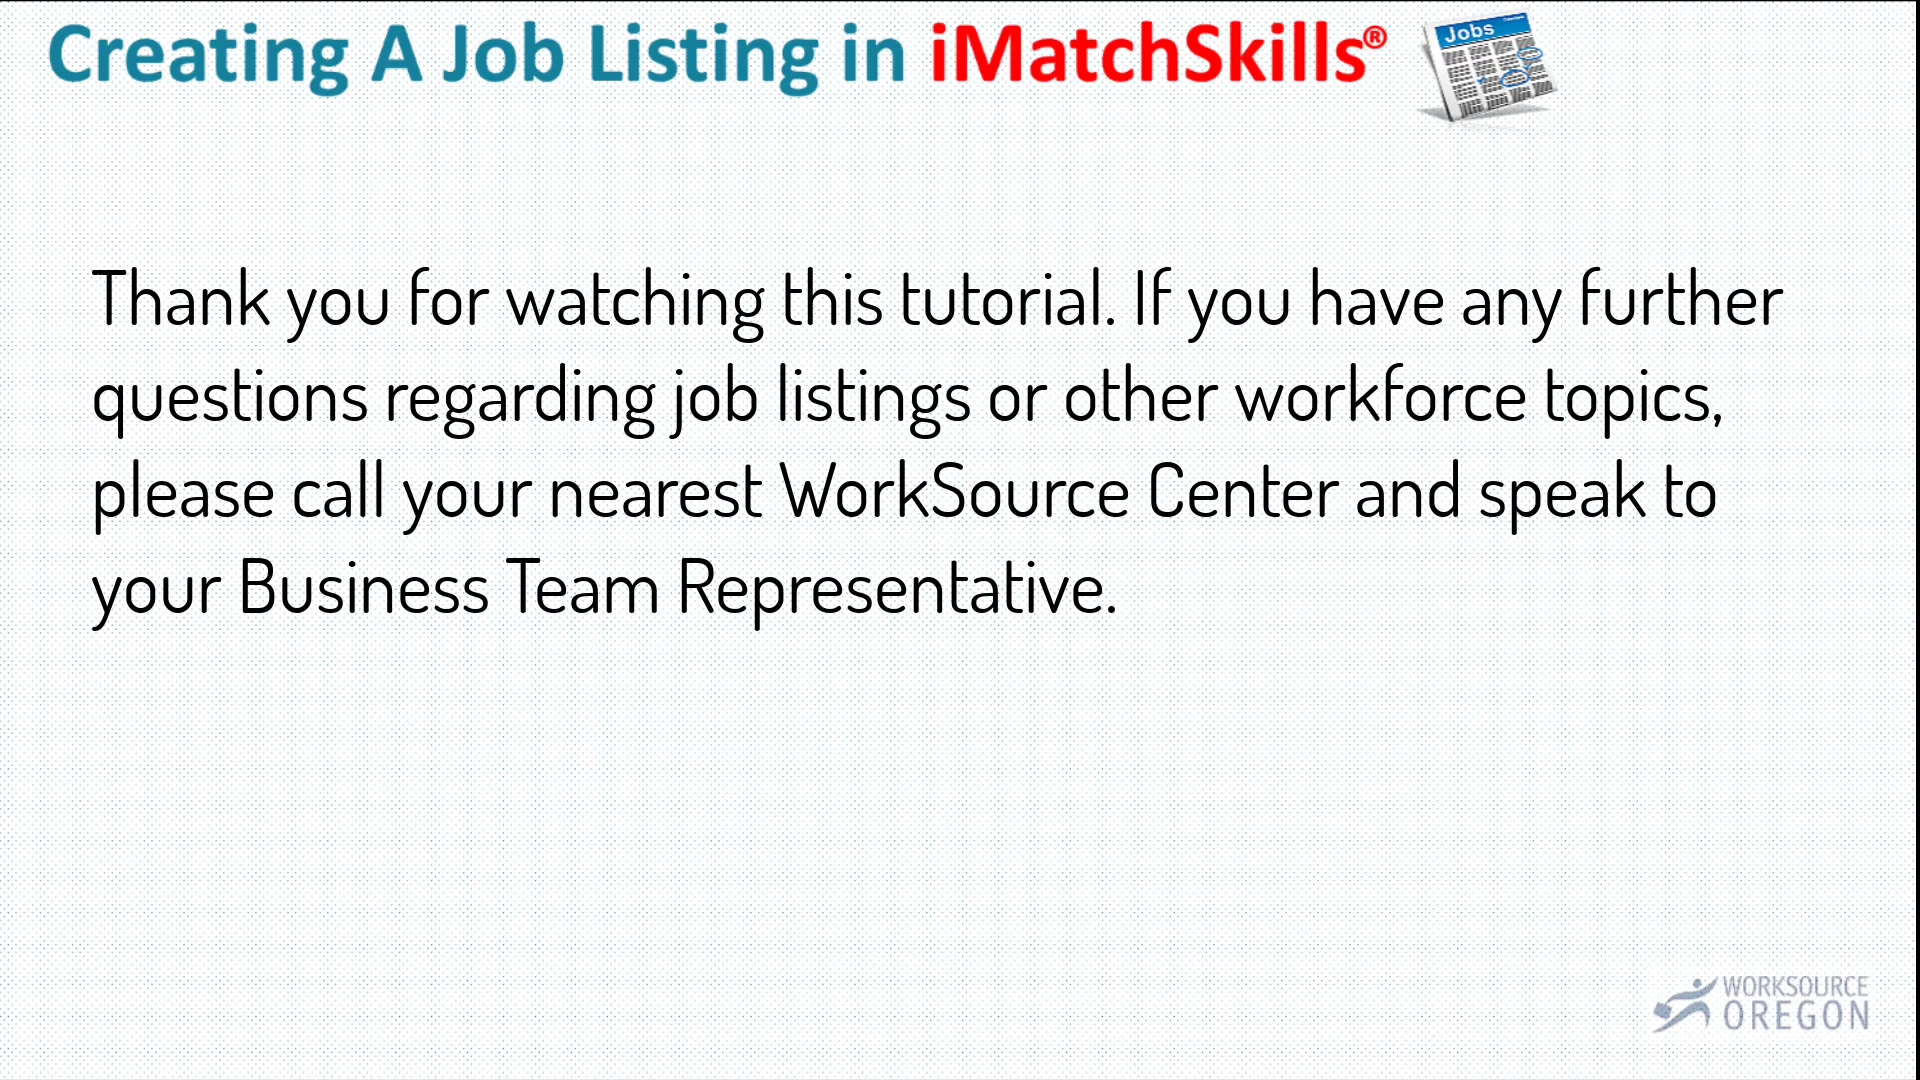 Creating A Job Listing in iMatchSkills®
Jobs
Thank you for watching this tutorial. If you have any further
questions regarding job listings or other workforce topics,
please call your nearest WorkSource Center and speak to
your Business Team Representative.
WORKSOURCE
OREGON